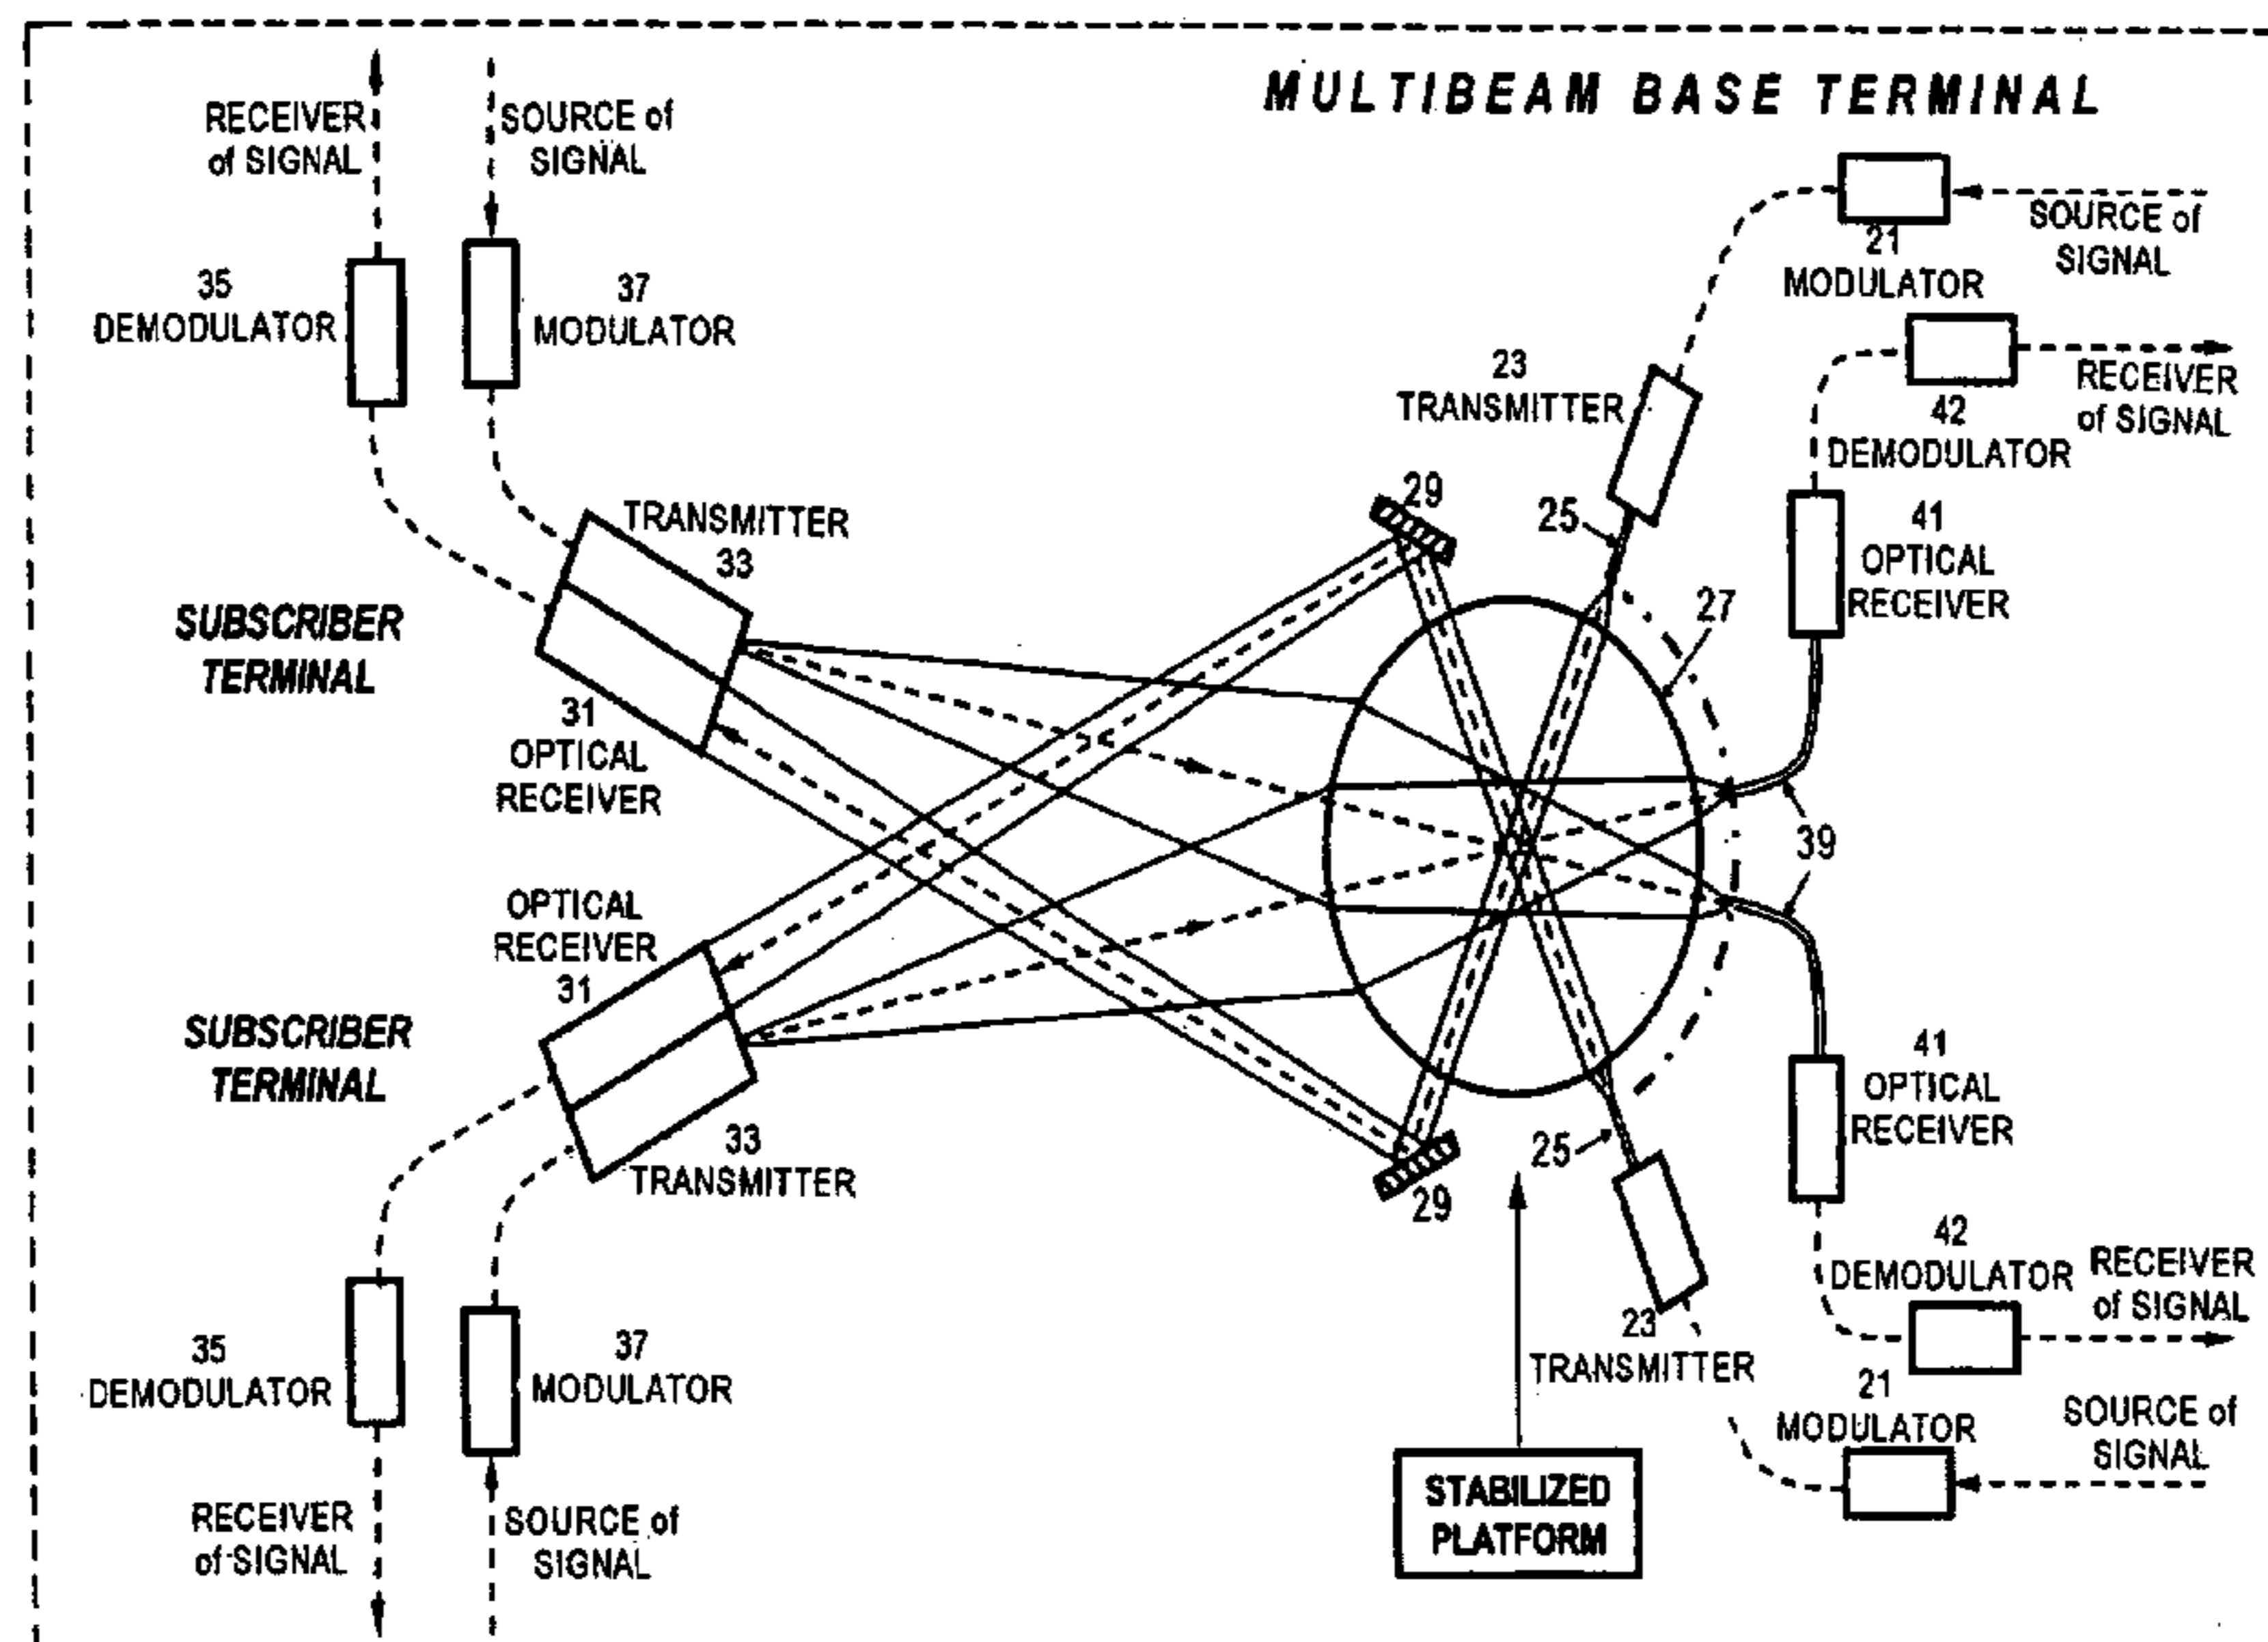 MULTIBEAM BASE TERMINAL
RECEIVER
of SIGNAL
SOURCE of
SIGNAL
35
DEMODULATOR
37
MODULATOR
TRANSMITTER
33
SUBSCRIBER
TERMINAL
31
OPTICAL
RECEIVER
OPTICAL
RECEIVER
31
SUBSCRIBER
TERMINAL
33
TRANSMITTER
35
DEMODULATOR
37
MODULATOR
RECEIVER
of SIGNAL
SOURCE of
SIGNAL
SOURCE of
SIGNAL
21
MODULATOR
23
TRANSMITTER
RECEIVER
of SIGNAL
42
DEMODULATOR
29
25
27
41
OPTICAL
RECEIVER
39
41
OPTICAL
RECEIVER
25
29
23
TRANSMITTER
42
DEMODULATOR
RECEIVER
of SIGNAL
21
MODULATOR
SOURCE of
SIGNAL
STABILIZED
PLATFORM